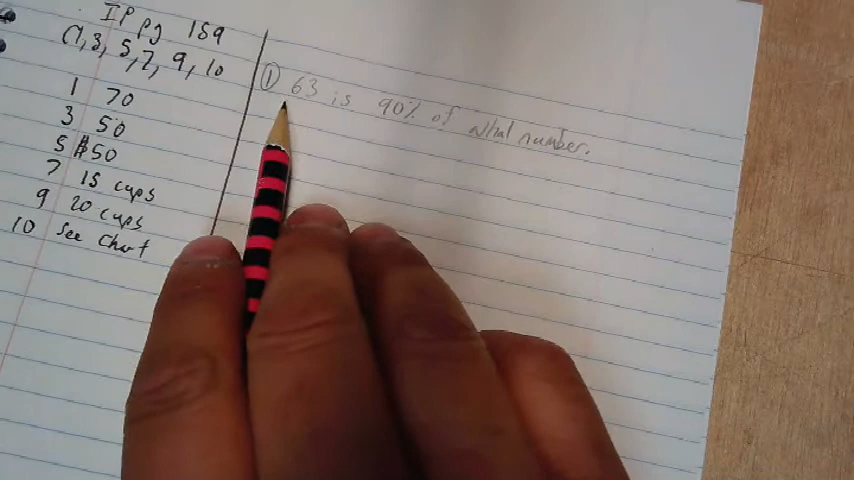 IP pg 159
(1, 3, 5, 7, 9, 10
1 70
3 50
5 $50
7 15 cups
9 20 cups
10 See Chart
① 63 is 90% of what number.